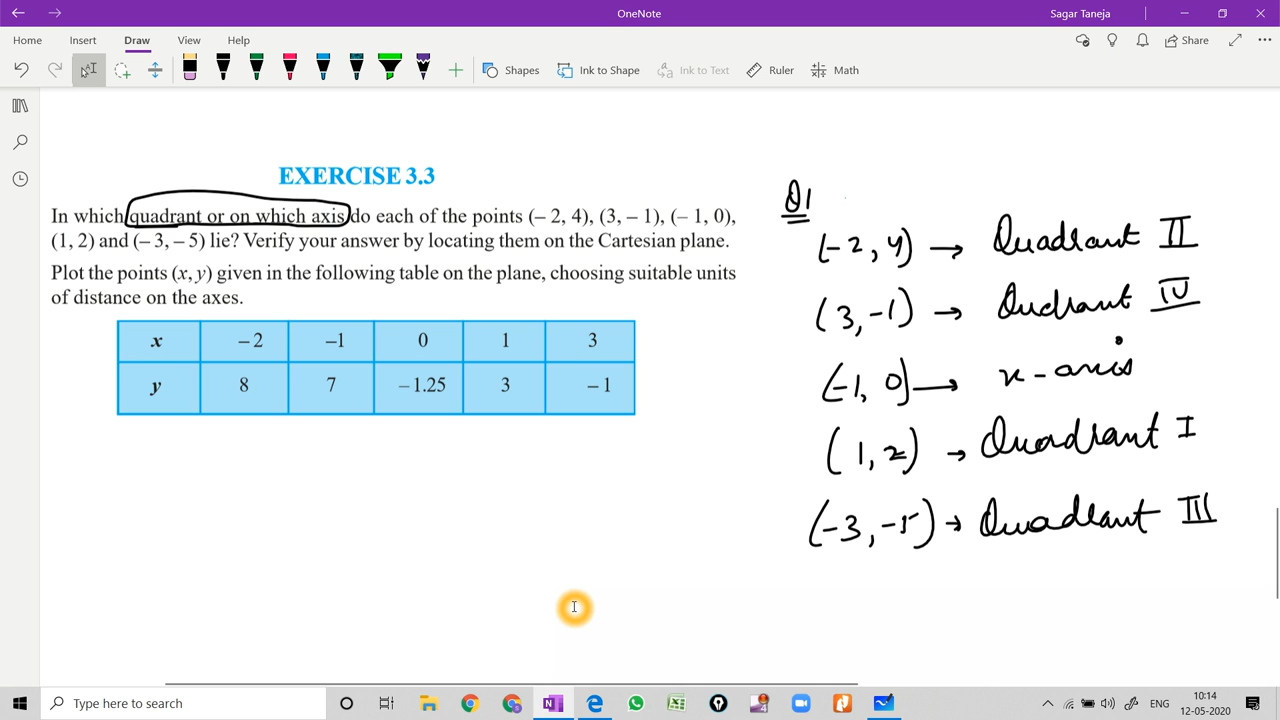 OneNote
Sagar Taneja
Home Insert Draw View Help
Share
Shapes Ink to Shape Ink to Text Ruler Math
EXERCISE 3.3
In which quadrant or on which axis do each of the points (– 2, 4), (3, – 1), (– 1, 0),
(1, 2) and (– 3, – 5) lie? Verify your answer by locating them on the Cartesian plane.
Plot the points (x, y) given in the following table on the plane, choosing suitable units
of distance on the axes.
x – 2 –1 0 1 3
y 8 7 – 1.25 3 – 1
Q1
(-2, 4) → Quadrant II
(3, -1) → Qudrant IV
(-1, 0) → x-axis
(1, 2) → Quadrant I
(-3, -5) → Quadrant III
Type here to search
ENG
10:14
12-05-2020